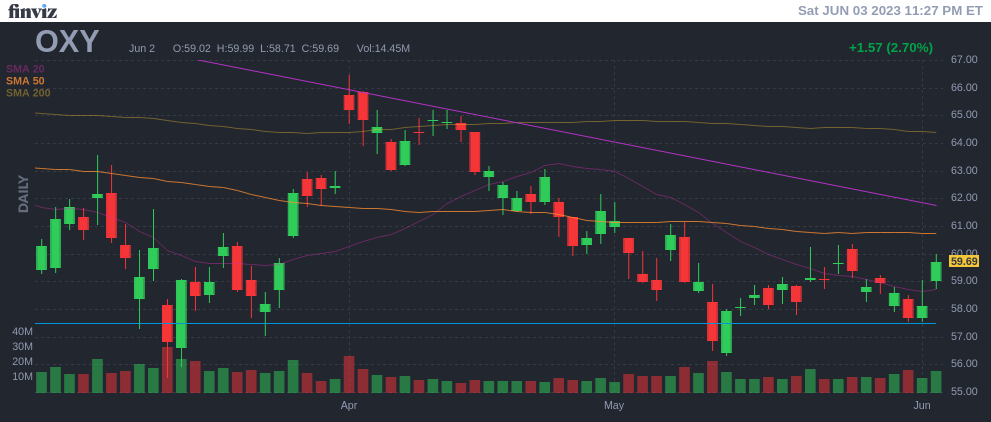 finviz
Sat JUN 03 2023 11:27 PM ET
OXY
Jun 2 O:59.02 H:59.99 L:58.71 C:59.69 Vol:14.45M
+1.57 (2.70%)
SMA 20
SMA 50
SMA 200
DAILY
67.00
66.00
65.00
64.00
63.00
62.00
61.00
60.00
59.69
59.00
58.00
57.00
56.00
55.00
40M
30M
20M
10M
Apr May Jun